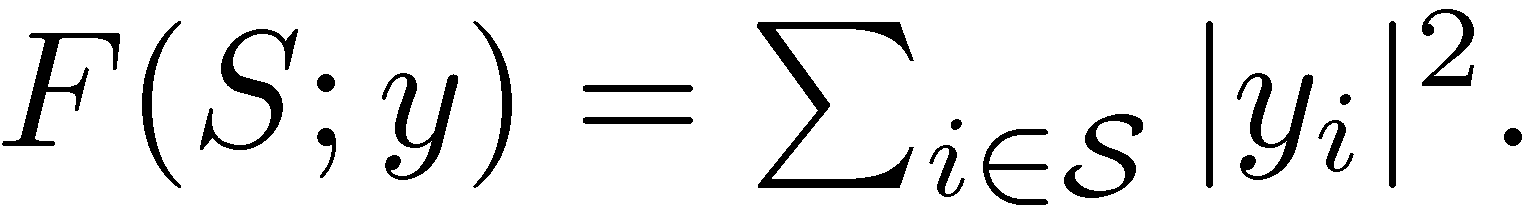 F(S; y) = ∑_{i∈𝒮} |y_i|^2.